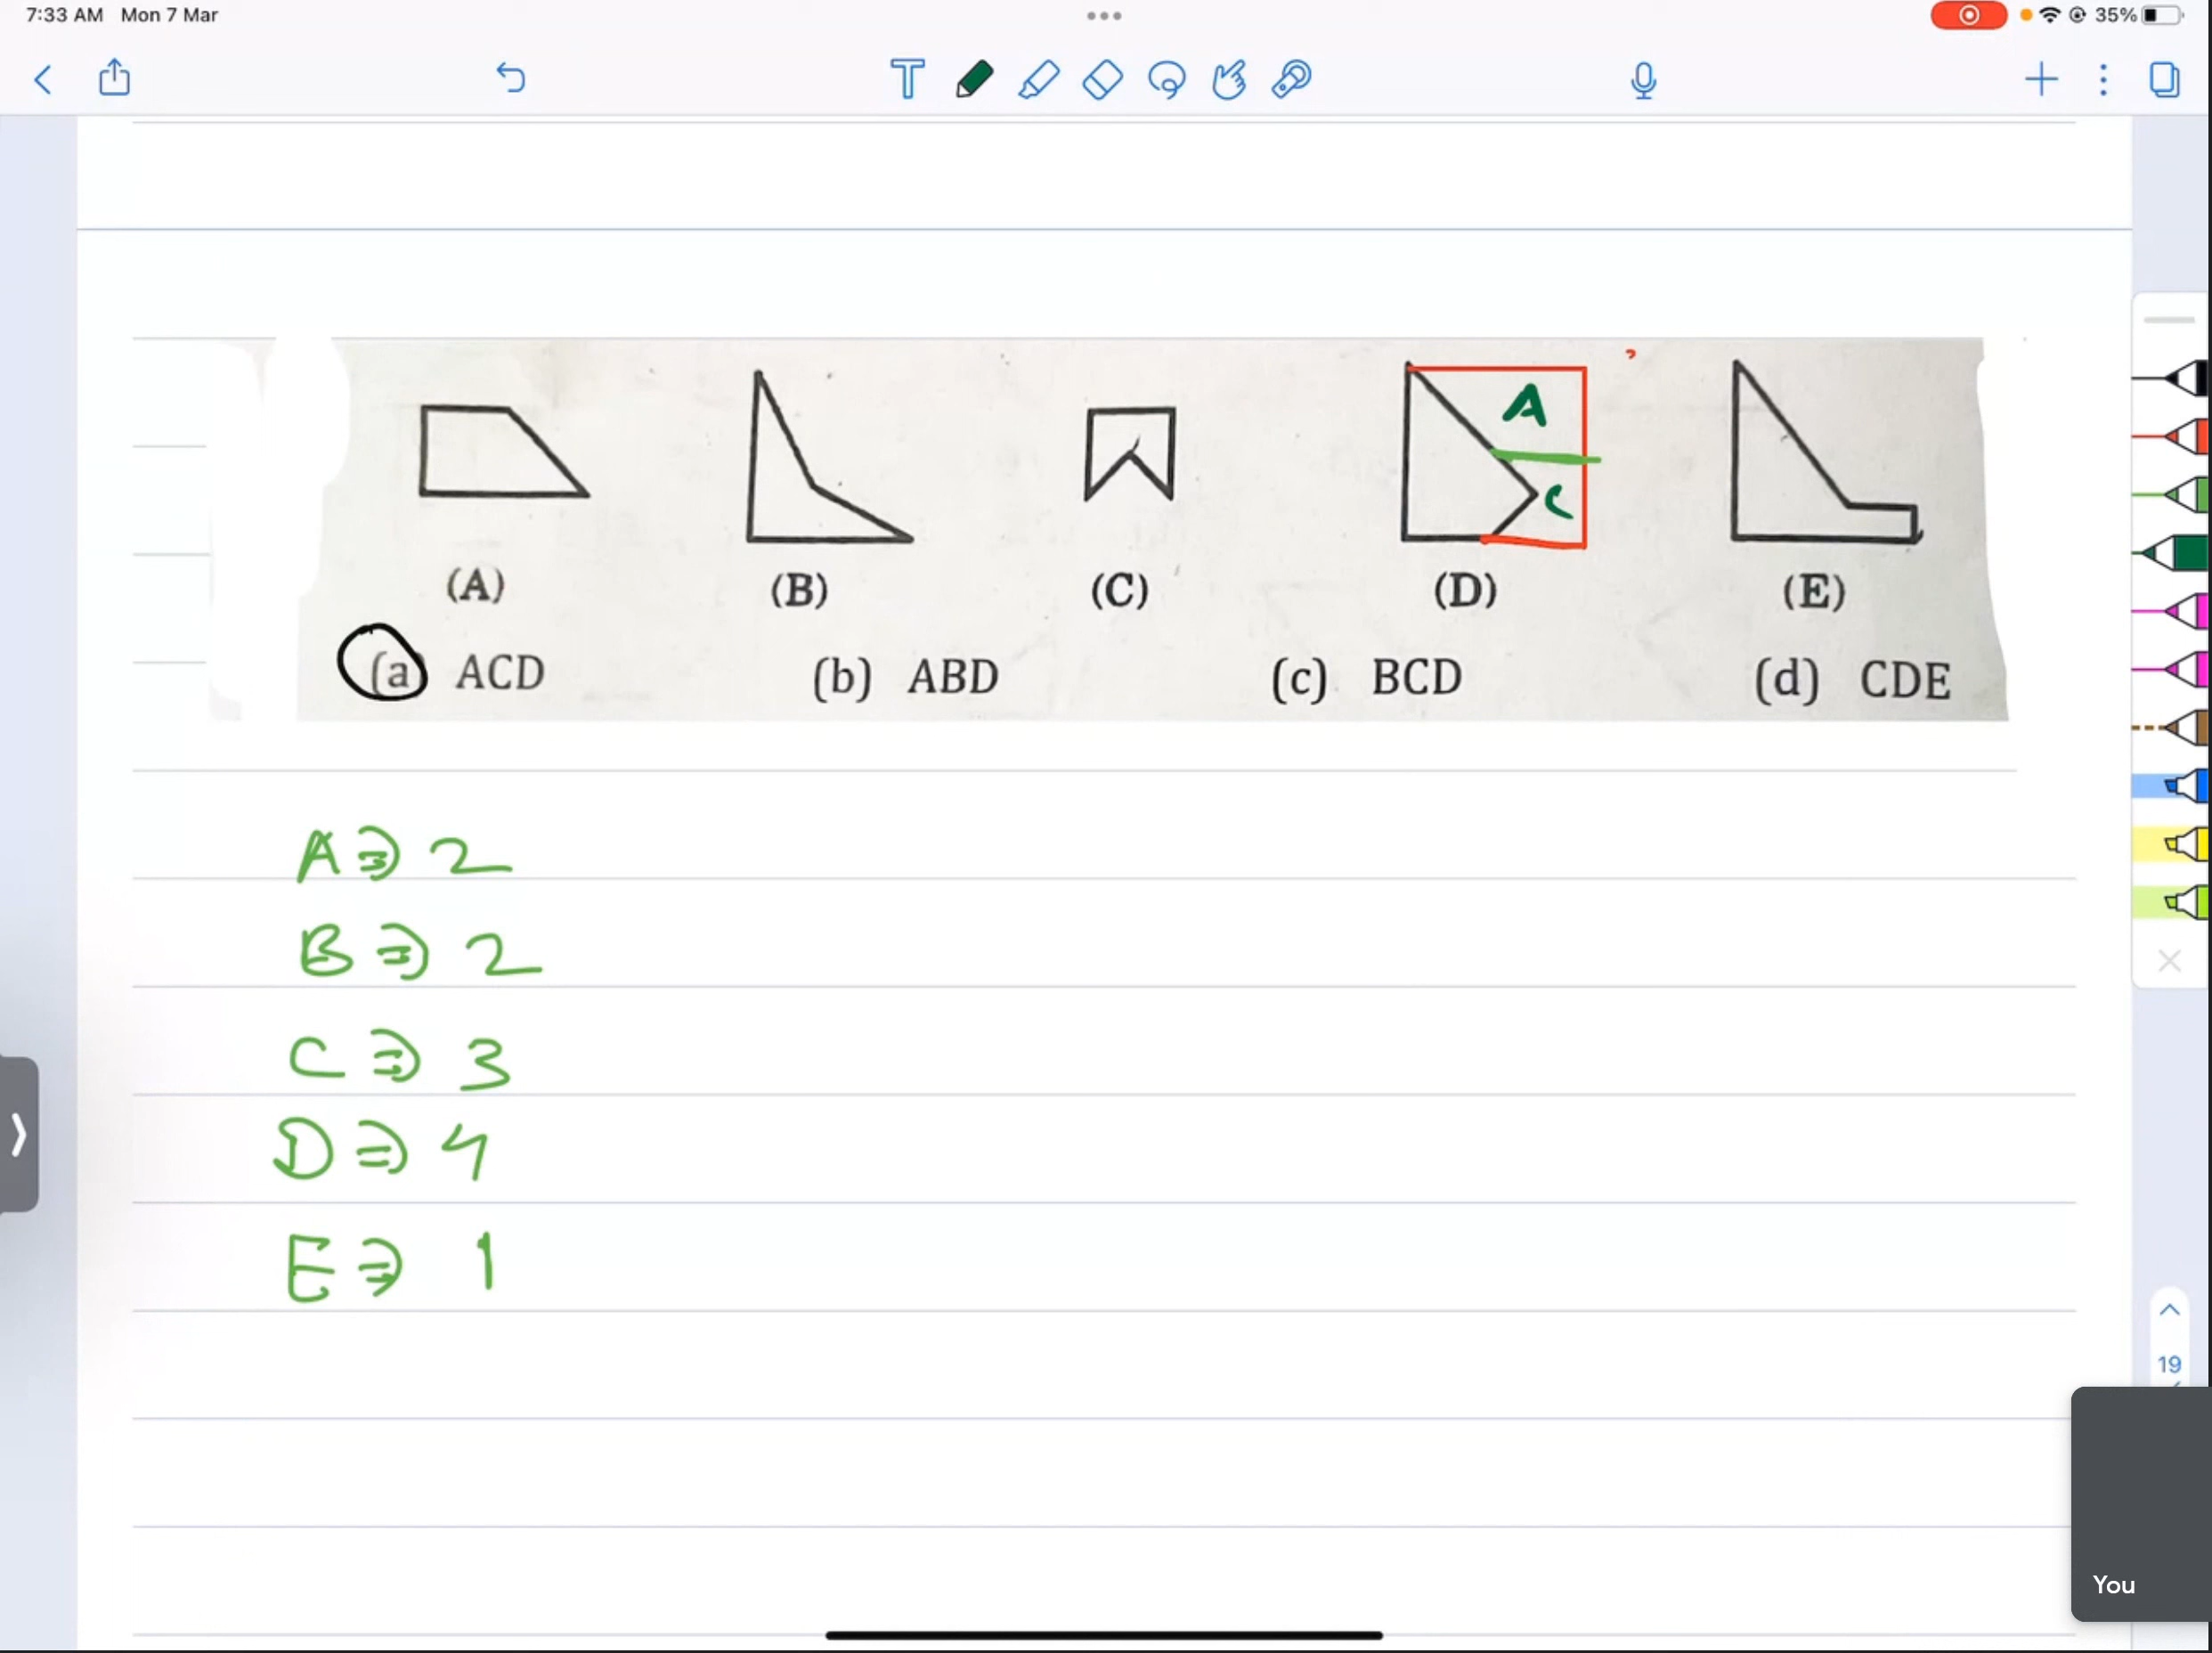 7:33 AM Mon 7 Mar 35%
T
A
C
(A) (B) (C) (D) (E)
(a) ACD (b) ABD (c) BCD (d) CDE
A ⇒ 2
B ⇒ 2
C ⇒ 3
D ⇒ 4
E ⇒ 1
19
You